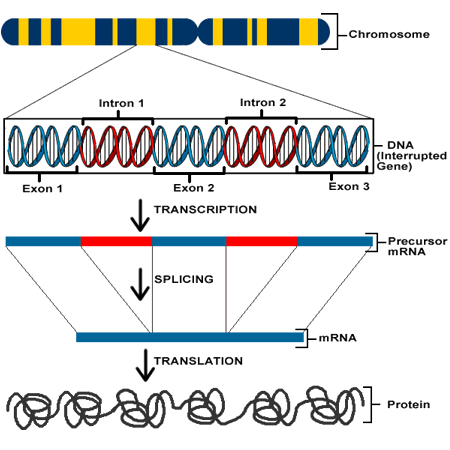 Chromosome
Intron 1
Intron 2
DNA
(Interrupted
Gene)
Exon 1
Exon 2
Exon 3
TRANSCRIPTION
Precursor
mRNA
SPLICING
mRNA
TRANSLATION
Protein